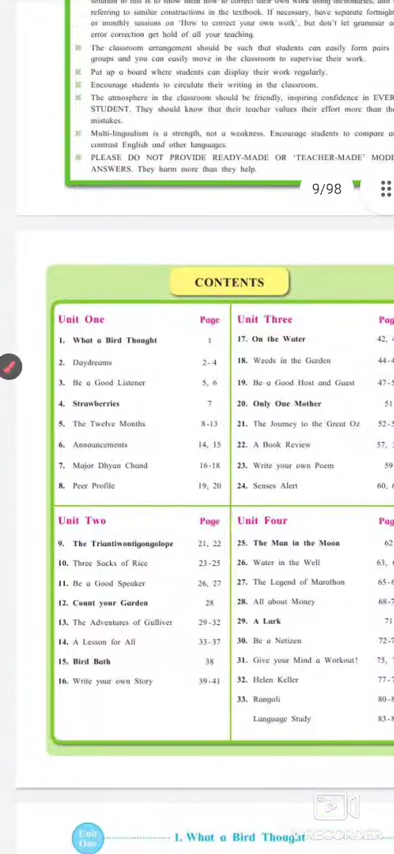 referring to similar constructions in the textbook. If necessary, have separate
or monthly sessions on 'How to correct your own work', but don't let grammar
error correction get hold of all your teaching.
The classroom arrangement should be such that students can easily form pairs
groups and you can easily move in the classroom to supervise their work.
Put up a board where students can display their work regularly.
Encourage students to circulate their writing in the classroom.
The atmosphere in the classroom should be friendly, inspiring confidence in
STUDENT. They should know that their teacher values their effort more than
mistakes.
Multi-lingualism is a strength, not a weakness. Encourage students to compare
contrast English and other languages.
PLEASE DO NOT PROVIDE READY-MADE OR 'TEACHER-MADE'
ANSWERS. They harm more than they help.
9/98
CONTENTS
Unit One Page
1. What a Bird Thought 1
2. Daydreams 2-4
3. Be a Good Listener 5, 6
4. Strawberries 7
5. The Twelve Months 8-13
6. Announcements 14, 15
7. Major Dhyan Chand 16-18
8. Peer Profile 19, 20
Unit Two Page
9. The Triantiwontigongolope 21, 22
10. Three Sacks of Rice 23-25
11. Be a Good Speaker 26, 27
12. Count your Garden 28
13. The Adventures of Gulliver 29-32
14. A Lesson for All 33-37
15. Bird Bath 38
16. Write your own Story 39-41
Unit Three
17. On the Water 42,
18. Weeds in the Garden
19. Be a Good Host and Guest
20. Only One Mother 51
21. The Journey to the Great Oz
22. A Book Review 57,
23. Write your own Poem 59
24. Senses Alert 60,
Unit Four
25. The Man in the Moon 62
26. Water in the Well 63,
27. The Legend of Marathon
28. All about Money
29. A Lark 71
30. Be a Netizen
31. Give your Mind a Workout! 75,
32. Helen Keller
33. Rangoli
Language Study
Unit
One
1. What a Bird Thought
RECORDER